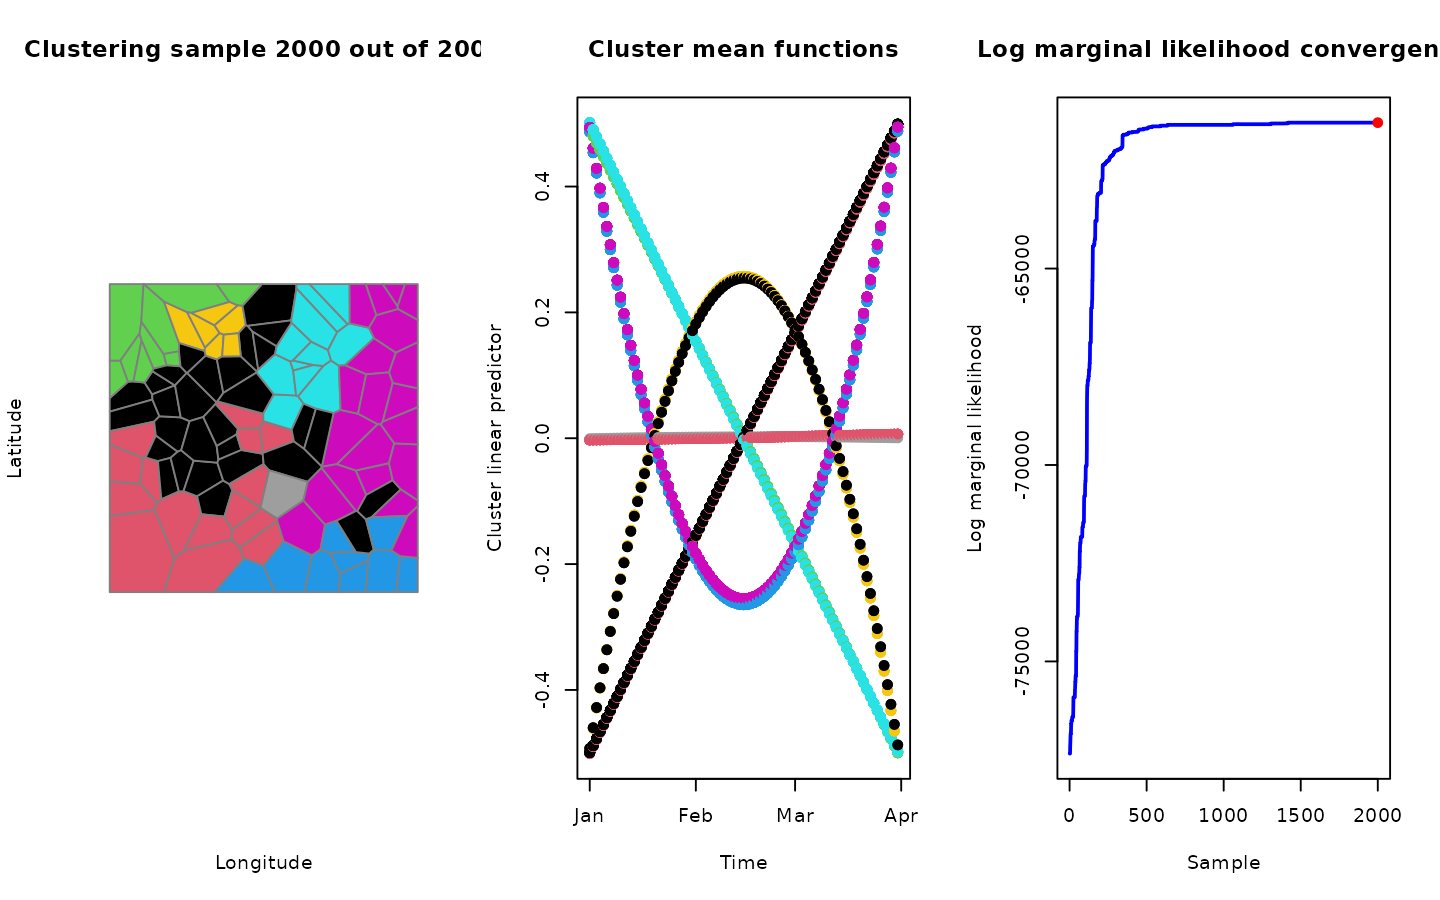 Clustering sample 2000 out of 200
Latitude
Longitude
Cluster mean functions
Cluster linear predictor
0.4
0.2
0.0
-0.2
-0.4
Jan Feb Mar Apr
Time
Log marginal likelihood convergen
Log marginal likelihood
-65000
-70000
-75000
0 500 1000 1500 2000
Sample